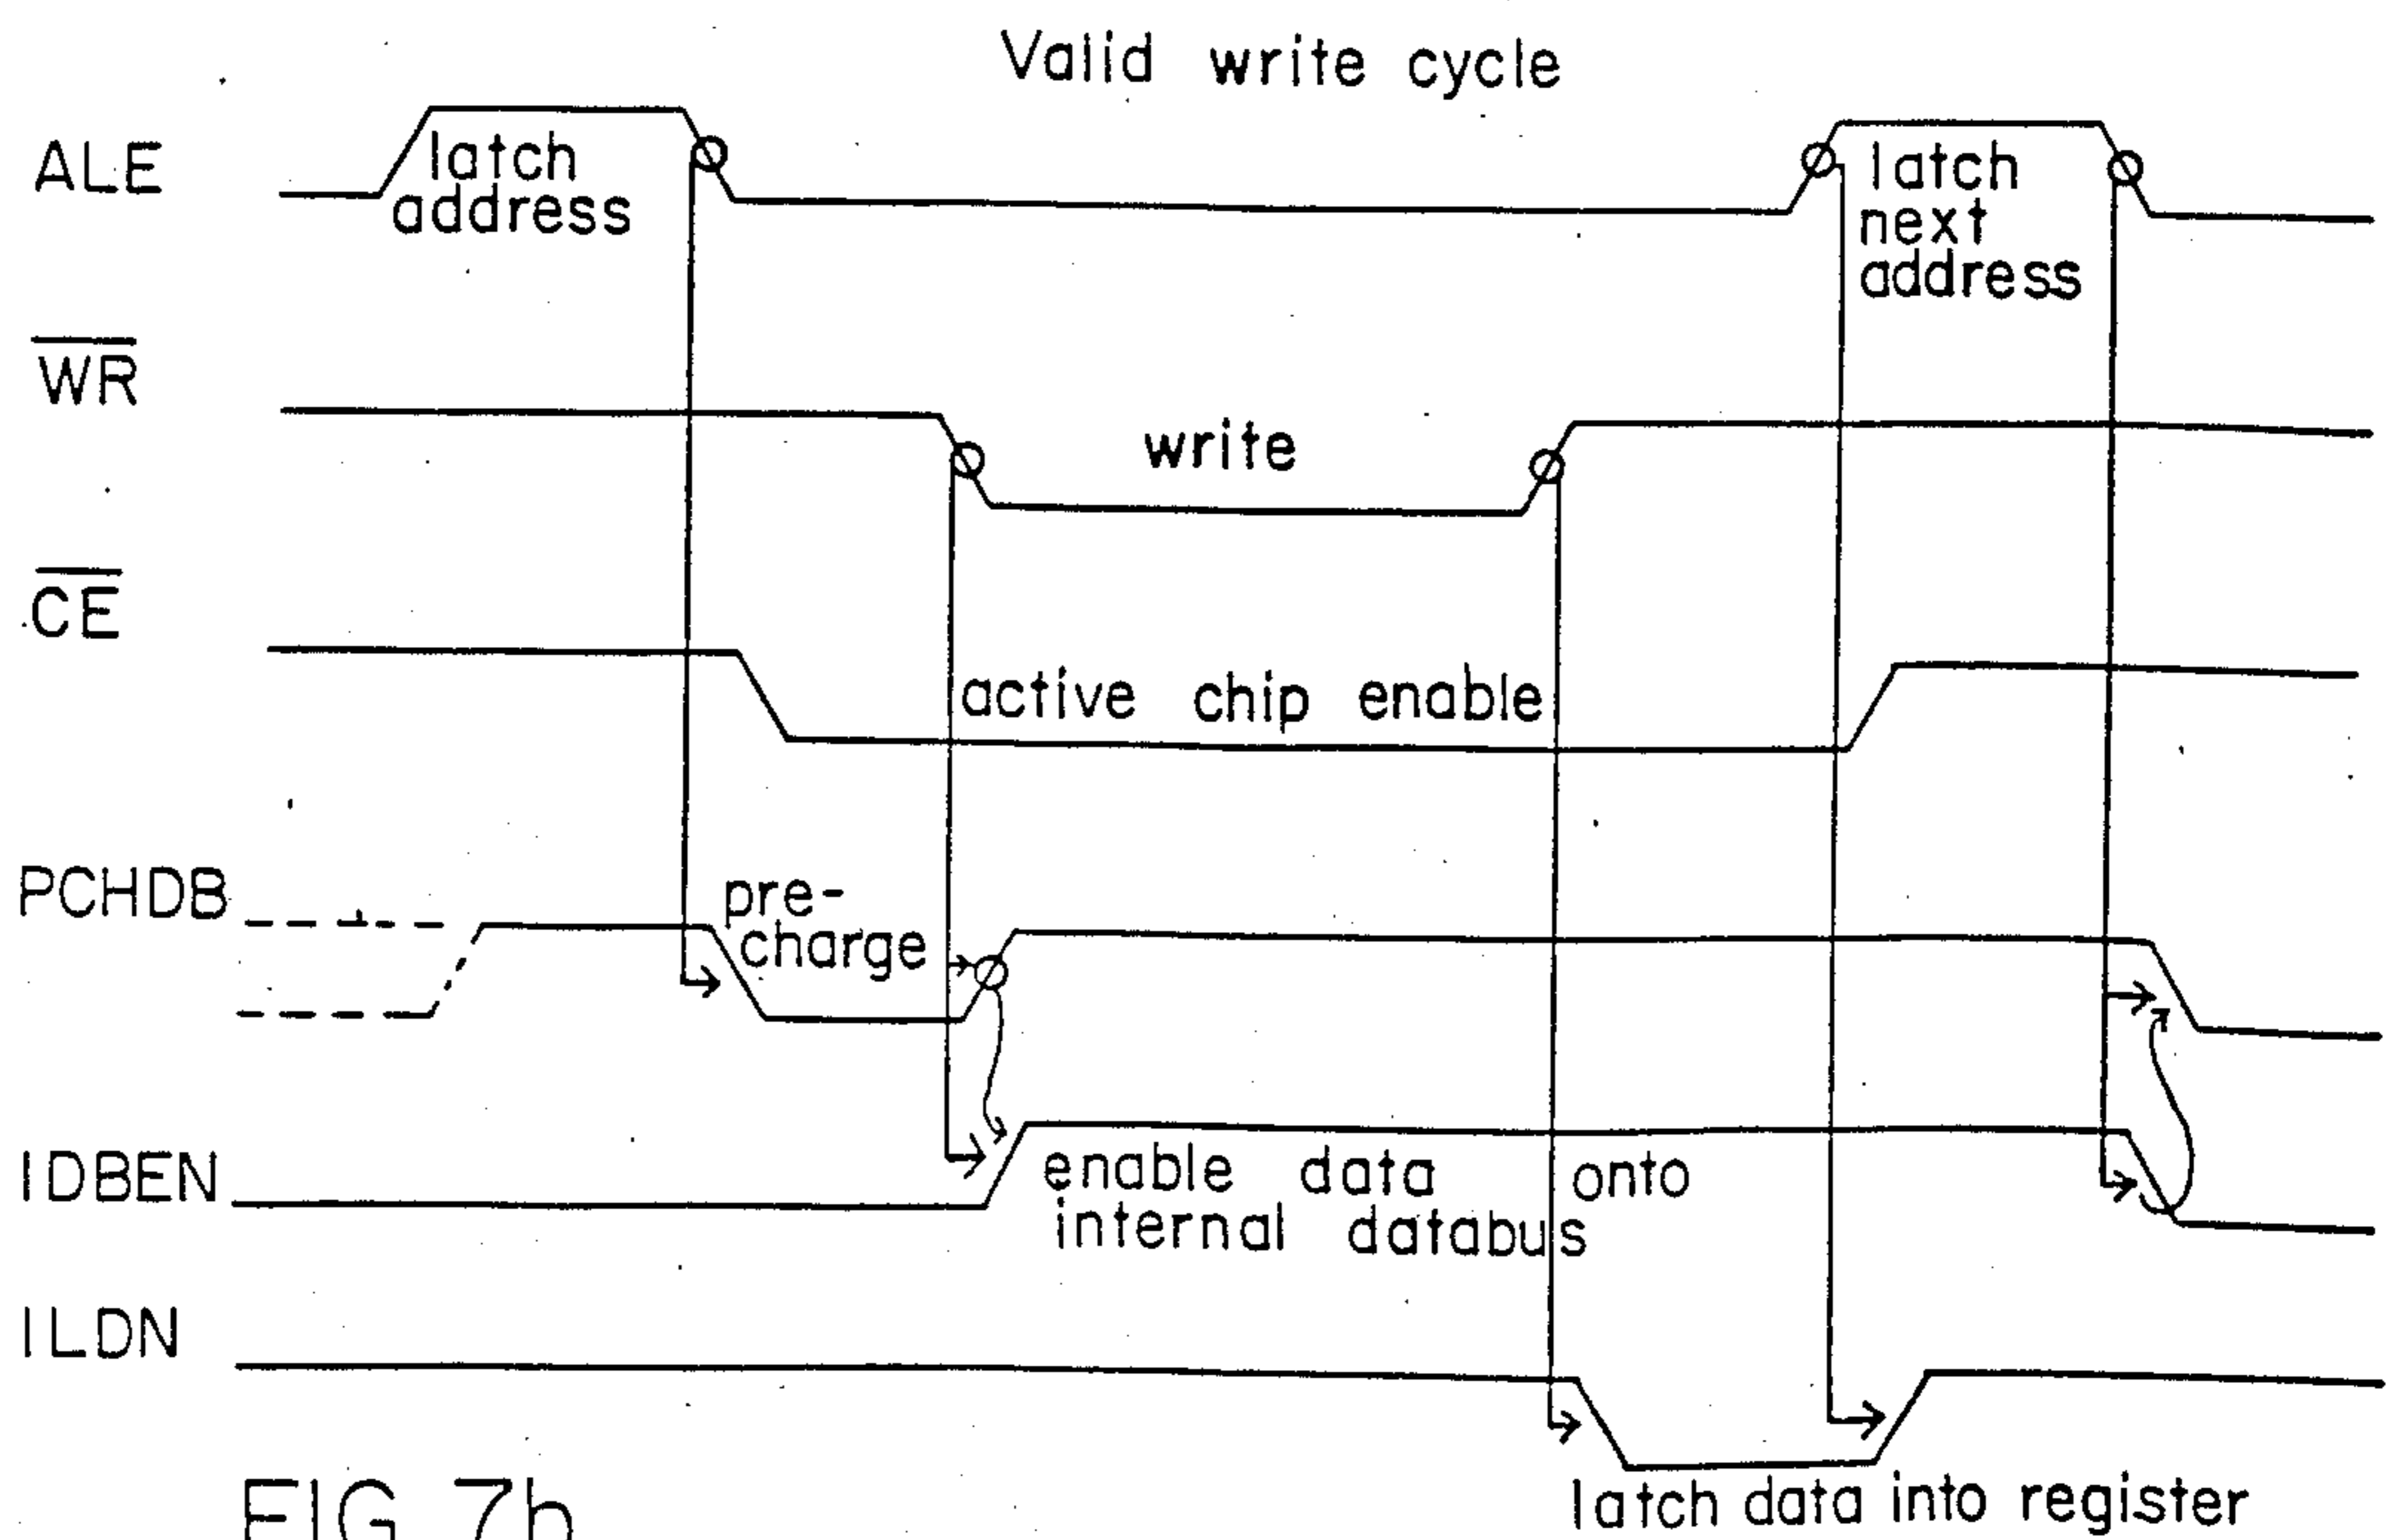 Valid write cycle
ALE
latch
address
latch
next
address
WR
write
CE
active chip enable
PCHDB
pre-
charge
IDBEN
enable data onto
internal databus
ILDN
latch data into register
FIG 7b